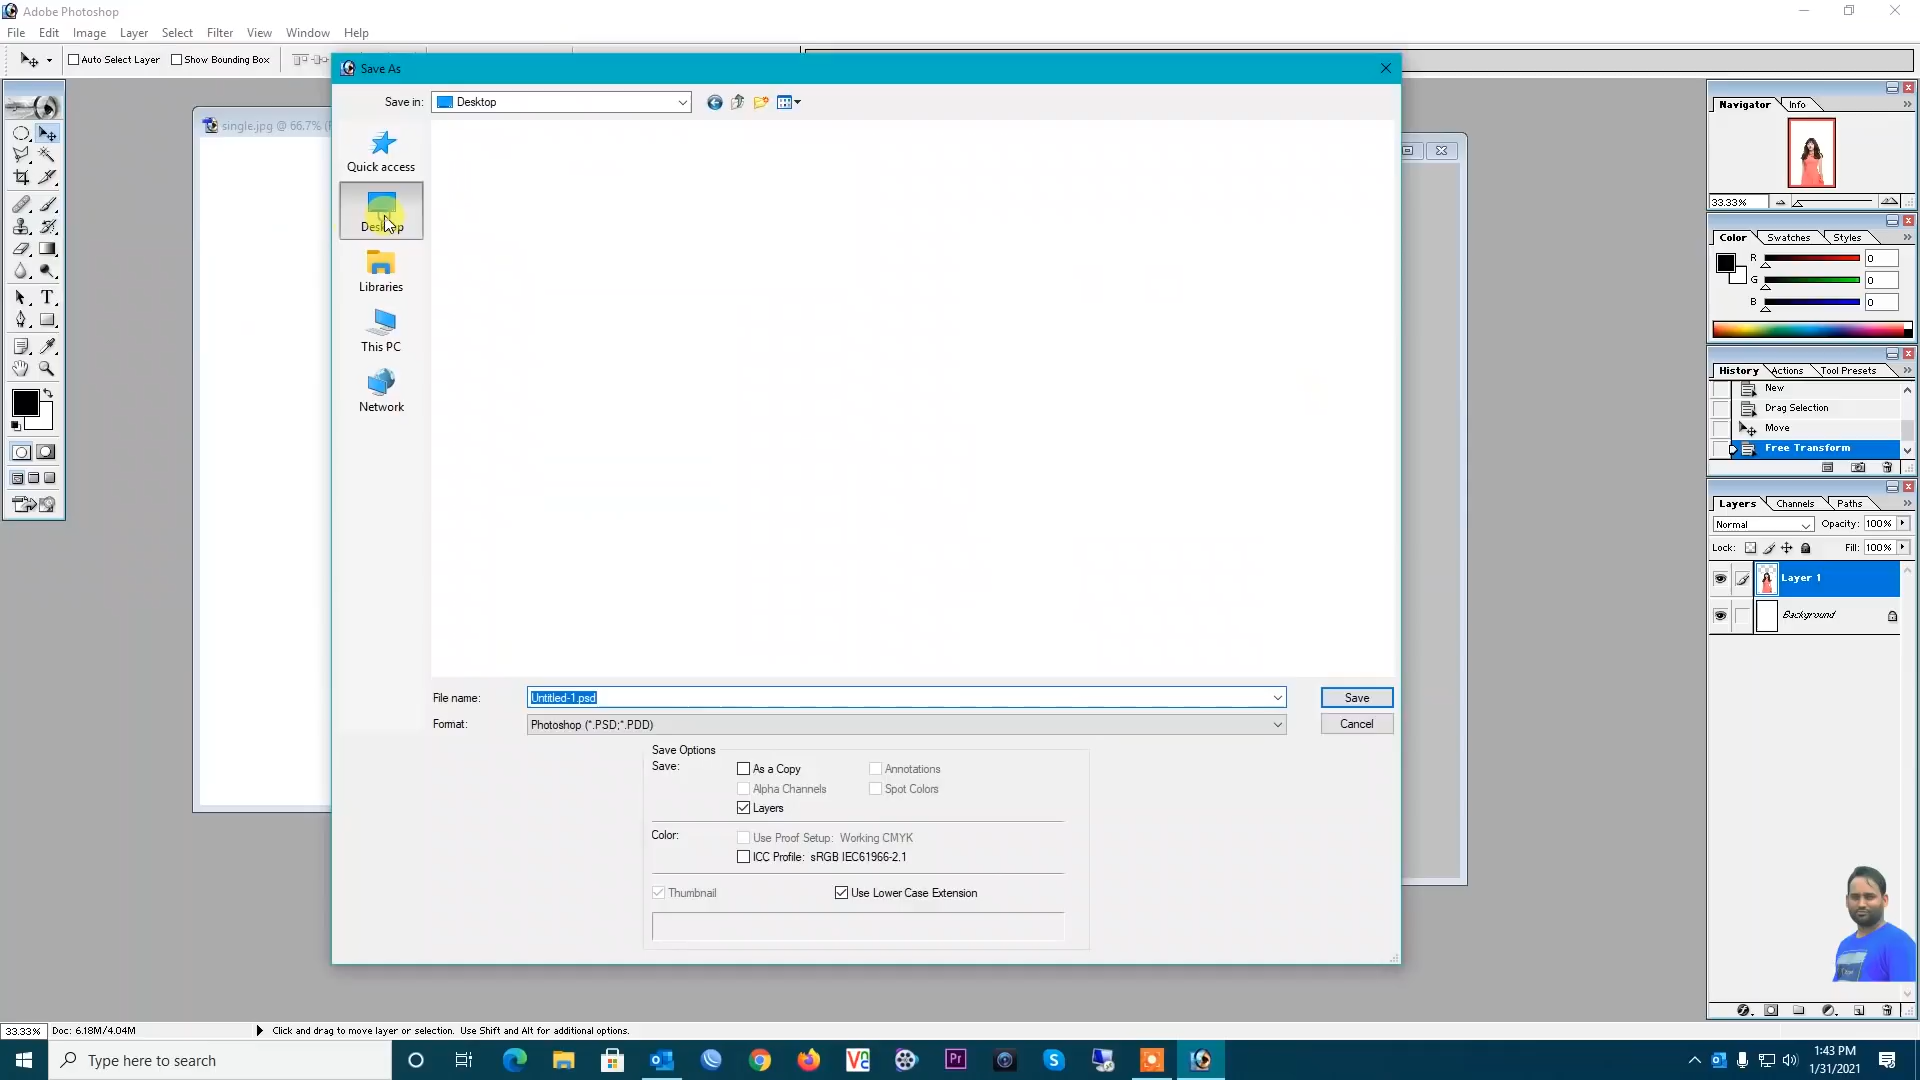 Adobe Photoshop
File Edit Image Layer Select Filter View Window Help
Auto Select Layer Show Bounding Box
Save As
Save in: Desktop
single.jpg @ 66.7%
Quick access
Desktop
Libraries
This PC
Network
File name: Untitled-1.psd Save
Format: Photoshop (*.PSD;*.PDD) Cancel
Save Options
Save: As a Copy Annotations
Alpha Channels Spot Colors
Layers
Color: Use Proof Setup: Working CMYK
ICC Profile: sRGB IEC61966-2.1
Thumbnail Use Lower Case Extension
Navigator Info
33.33%
Color Swatches Styles
R 0
G 0
B 0
History Actions Tool Presets
New
Drag Selection
Move
Free Transform
Layers Channels Paths
Normal Opacity: 100%
Lock: Fill: 100%
Layer 1
Background
33.33% Doc: 6.18M/4.04M Click and drag to move layer or selection. Use Shift and Alt for additional options.
Type here to search
1:43 PM
1/31/2021